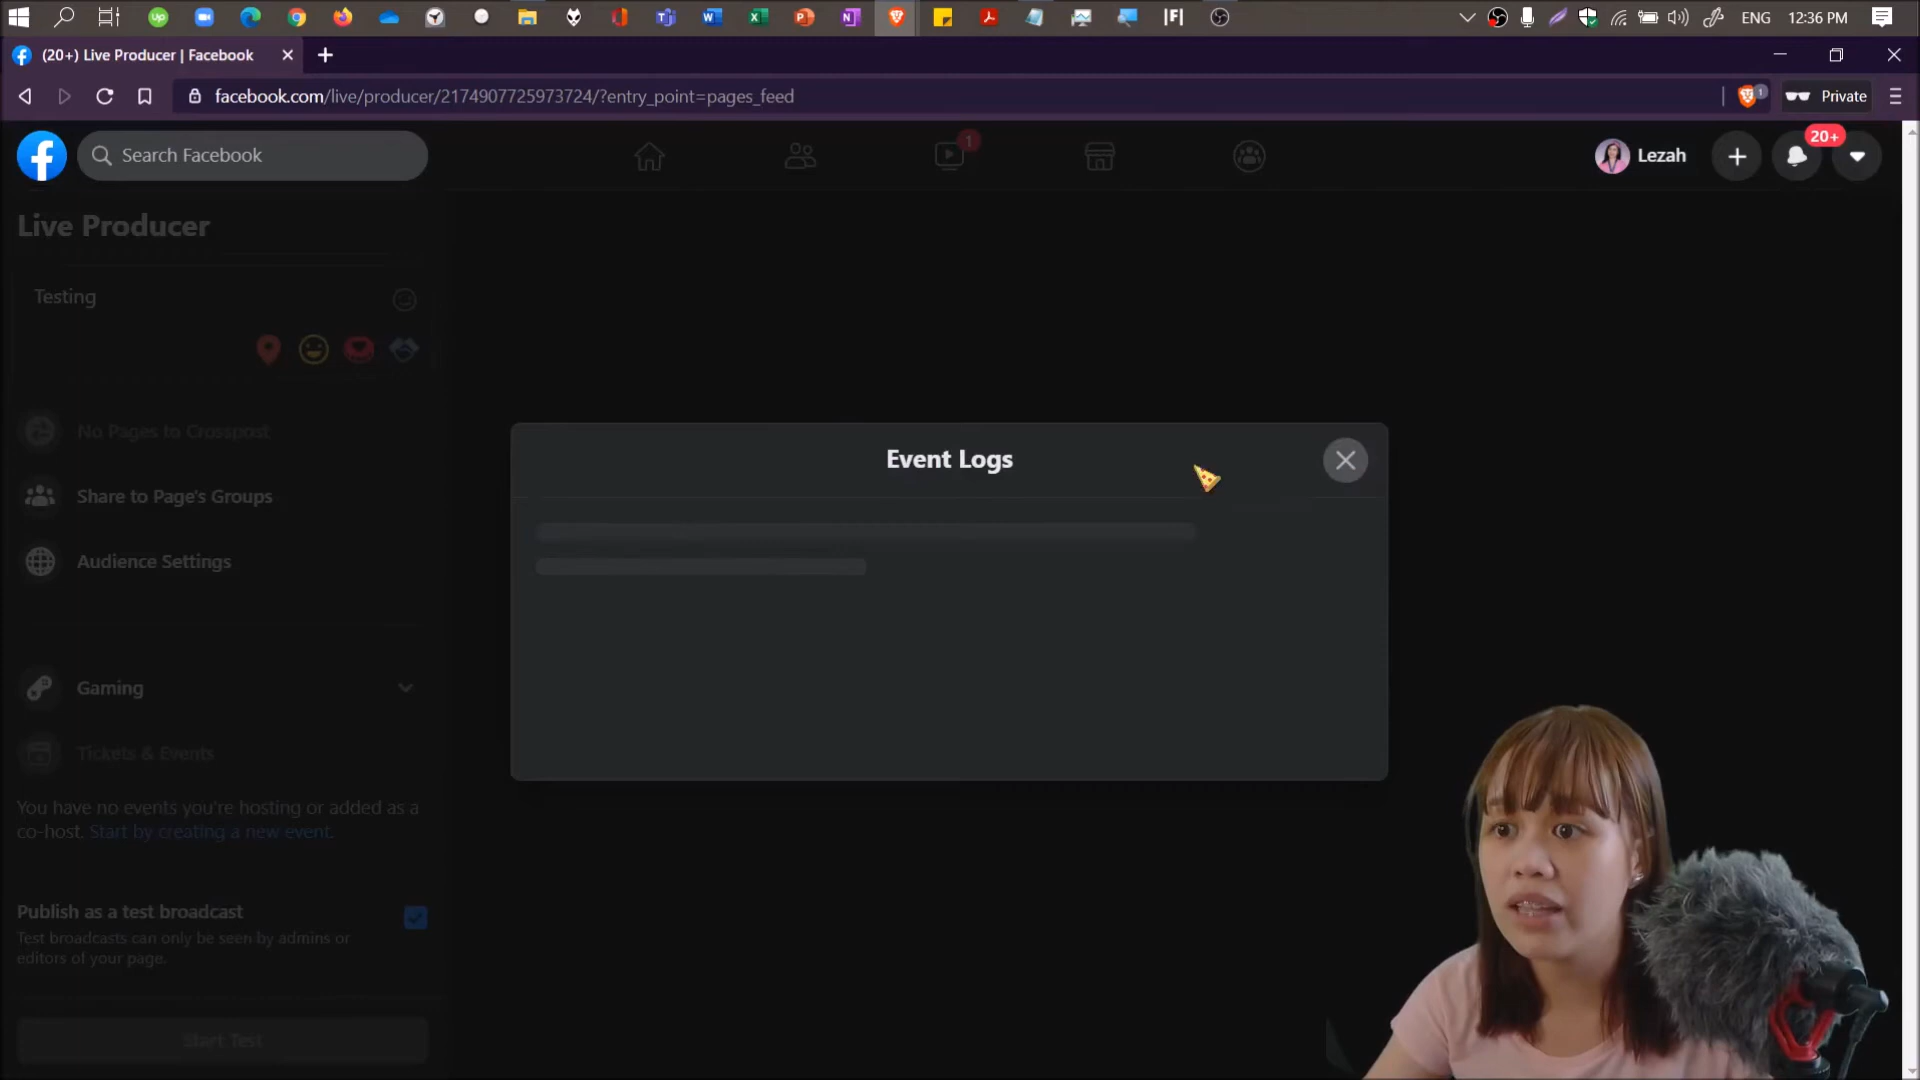 ENG 12:36 PM
(20+) Live Producer | Facebook
facebook.com/live/producer/2174907725973724/?entry_point=pages_feed
1
Private
Search Facebook
1
Lezah
20+
Live Producer
Testing
No Pages to Crosspost
Share to Page's Groups
Audience Settings
Gaming
Tickets & Events
You have no events you're hosting or added as a
co-host. Start by creating a new event.
Publish as a test broadcast
Test broadcasts can only be seen by admins or
editors of your page.
Start Test
Event Logs